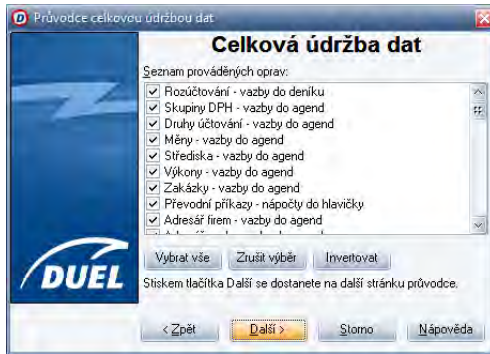 Průvodce celkovou údržbou dat
Celková údržba dat
Seznam prováděných oprav:
Rozúčtování - vazby do deníku
Skupiny DPH - vazby do agend
Druhy účtování - vazby do agend
Měny - vazby do agend
Střediska - vazby do agend
Výkony - vazby do agend
Zakázky - vazby do agend
Převodní příkazy - nápočty do hlavičky
Adresář firem - vazby do agend
Vybrat vše Zrušit výběr Invertovat
DUEL
Stiskem tlačítka Další se dostanete na další stránku průvodce.
< Zpět Další > Storno Nápověda